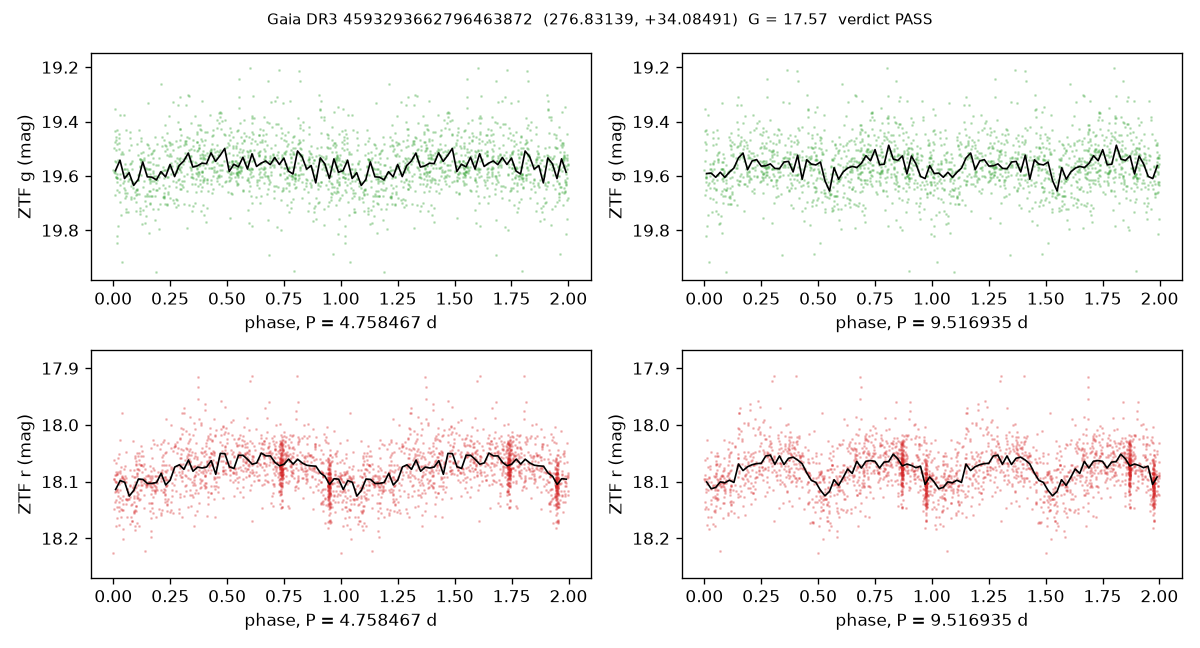 Gaia DR3 4593293662796463872 (276.83139, +34.08491) G = 17.57 verdict PASS
ZTF g (mag)
19.2
19.4
19.6
19.8
0.00 0.25 0.50 0.75 1.00 1.25 1.50 1.75 2.00
phase, P = 4.758467 d
ZTF g (mag)
19.2
19.4
19.6
19.8
0.00 0.25 0.50 0.75 1.00 1.25 1.50 1.75 2.00
phase, P = 9.516935 d
ZTF r (mag)
17.9
18.0
18.1
18.2
0.00 0.25 0.50 0.75 1.00 1.25 1.50 1.75 2.00
phase, P = 4.758467 d
ZTF r (mag)
17.9
18.0
18.1
18.2
0.00 0.25 0.50 0.75 1.00 1.25 1.50 1.75 2.00
phase, P = 9.516935 d